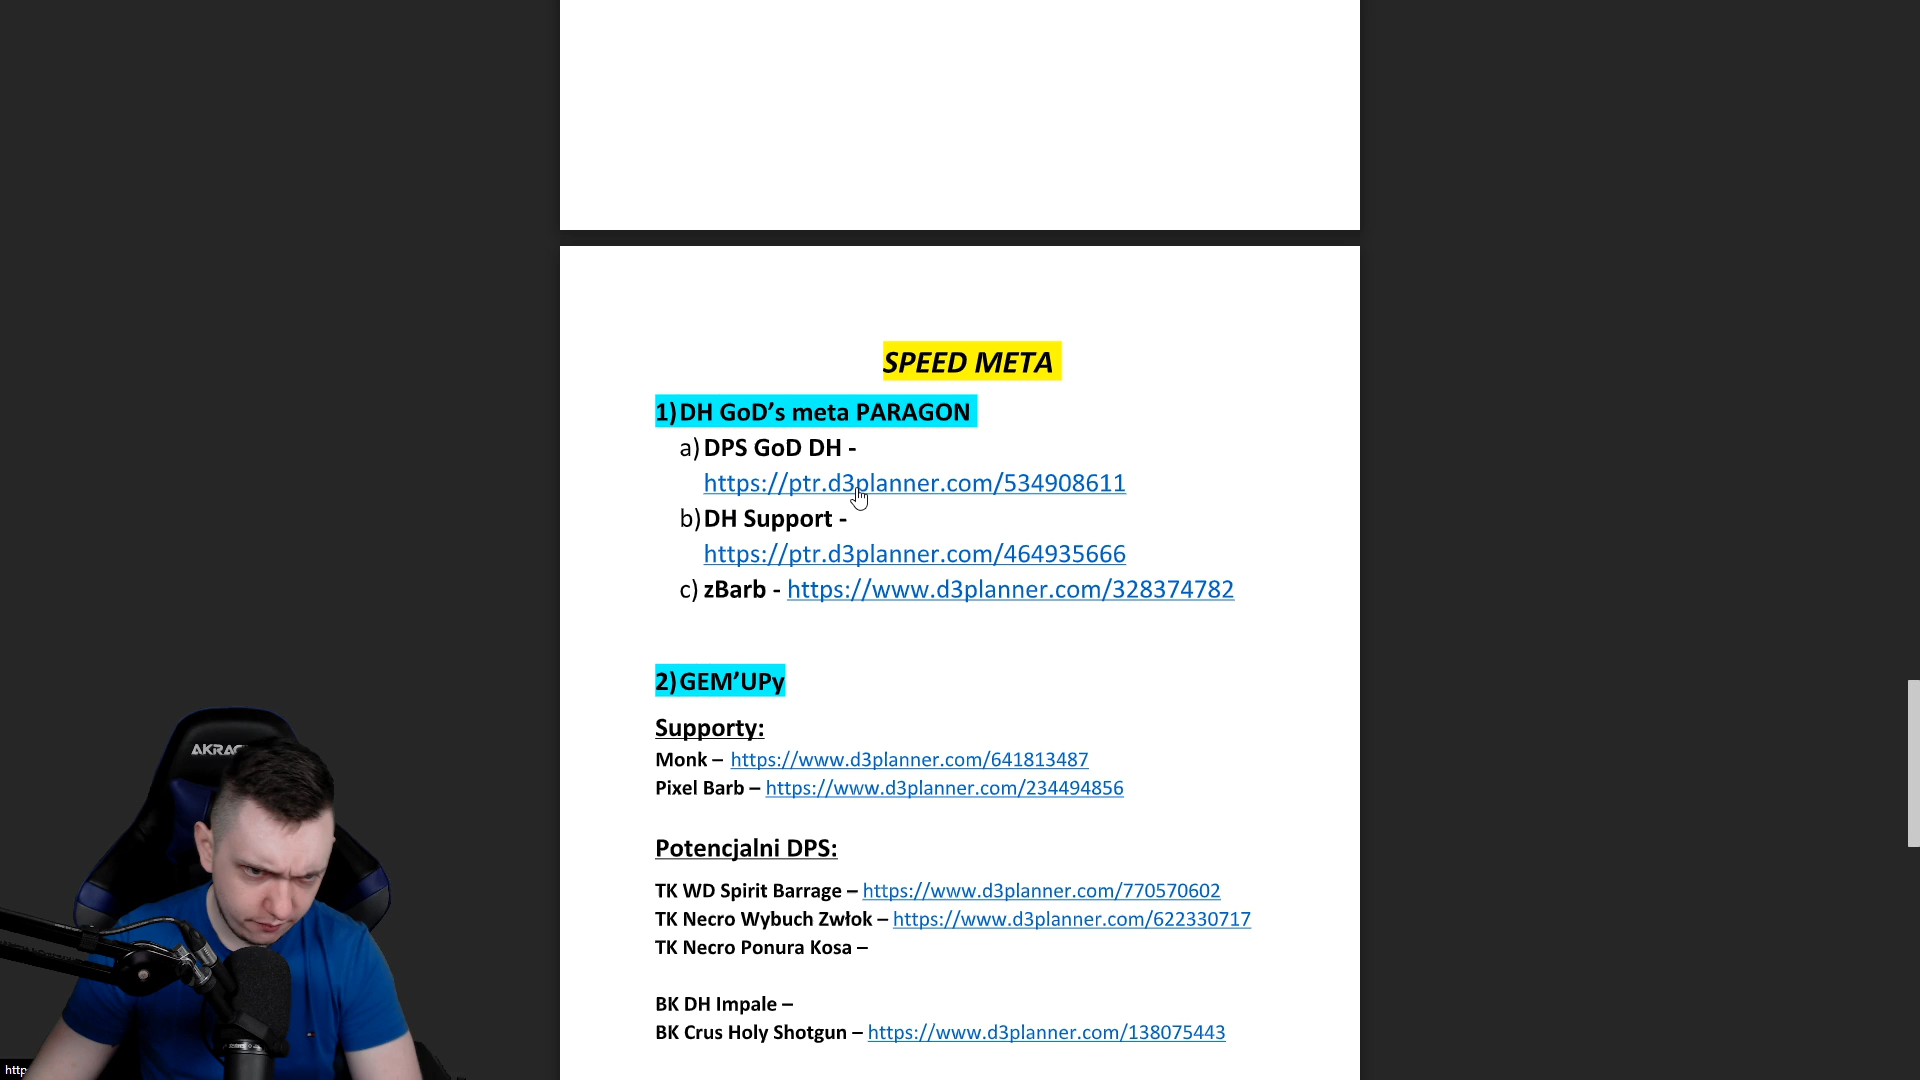 SPEED META
1) DH GoD's meta PARAGON
a) DPS GoD DH -
https://ptr.d3planner.com/534908611
b) DH Support -
https://ptr.d3planner.com/464935666
c) zBarb - https://www.d3planner.com/328374782
2) GEM'UPy
Supporty:
Monk – https://www.d3planner.com/641813487
Pixel Barb – https://www.d3planner.com/234494856
Potencjalni DPS:
TK WD Spirit Barrage – https://www.d3planner.com/770570602
TK Necro Wybuch Zwłok – https://www.d3planner.com/622330717
TK Necro Ponura Kosa –
BK DH Impale –
BK Crus Holy Shotgun – https://www.d3planner.com/138075443